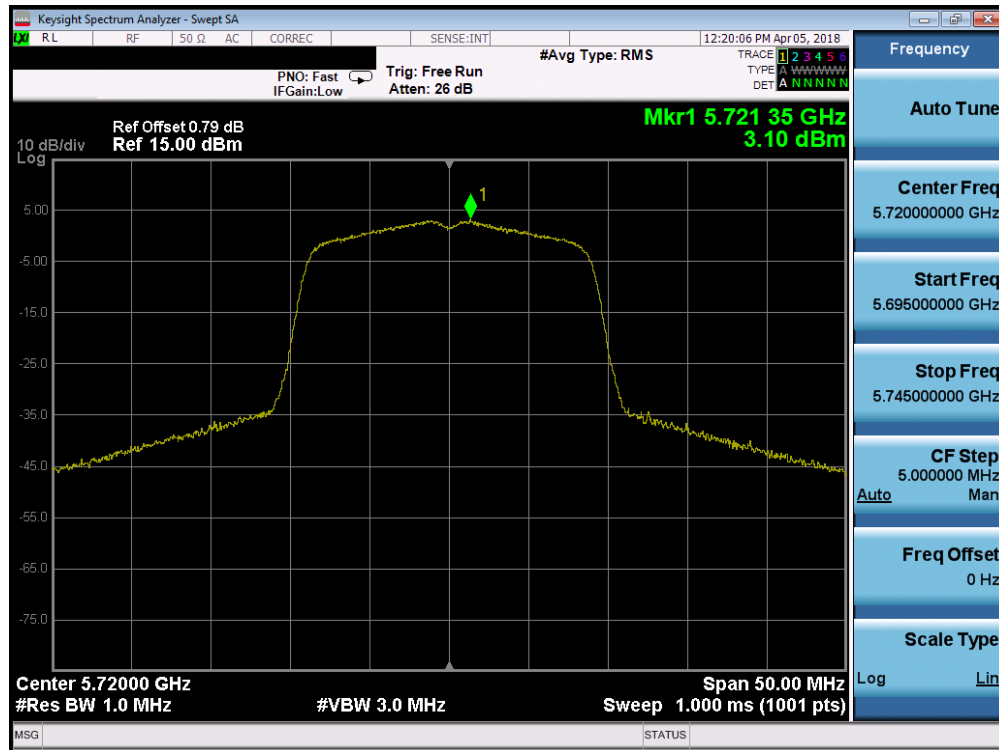 Keysight Spectrum Analyzer - Swept SA
LXI RL RF 50 Ω AC CORREC SENSE:INT 12:20:06 PM Apr 05, 2018
#Avg Type: RMS
TRACE 1 2 3 4 5 6
TYPE A WWWWW
DET A N N N N N
PNO: Fast
IFGain:Low
Trig: Free Run
Atten: 26 dB
Mkr1 5.721 35 GHz
3.10 dBm
Ref Offset 0.79 dB
10 dB/div Ref 15.00 dBm
Log
1
5.00
-5.00
-15.0
-25.0
-35.0
-45.0
-55.0
-65.0
-75.0
Center 5.72000 GHz Span 50.00 MHz
#Res BW 1.0 MHz #VBW 3.0 MHz Sweep 1.000 ms (1001 pts)
MSG STATUS
Frequency
Auto Tune
Center Freq
5.720000000 GHz
Start Freq
5.695000000 GHz
Stop Freq
5.745000000 GHz
CF Step
5.000000 MHz
Auto Man
Freq Offset
0 Hz
Scale Type
Log Lin